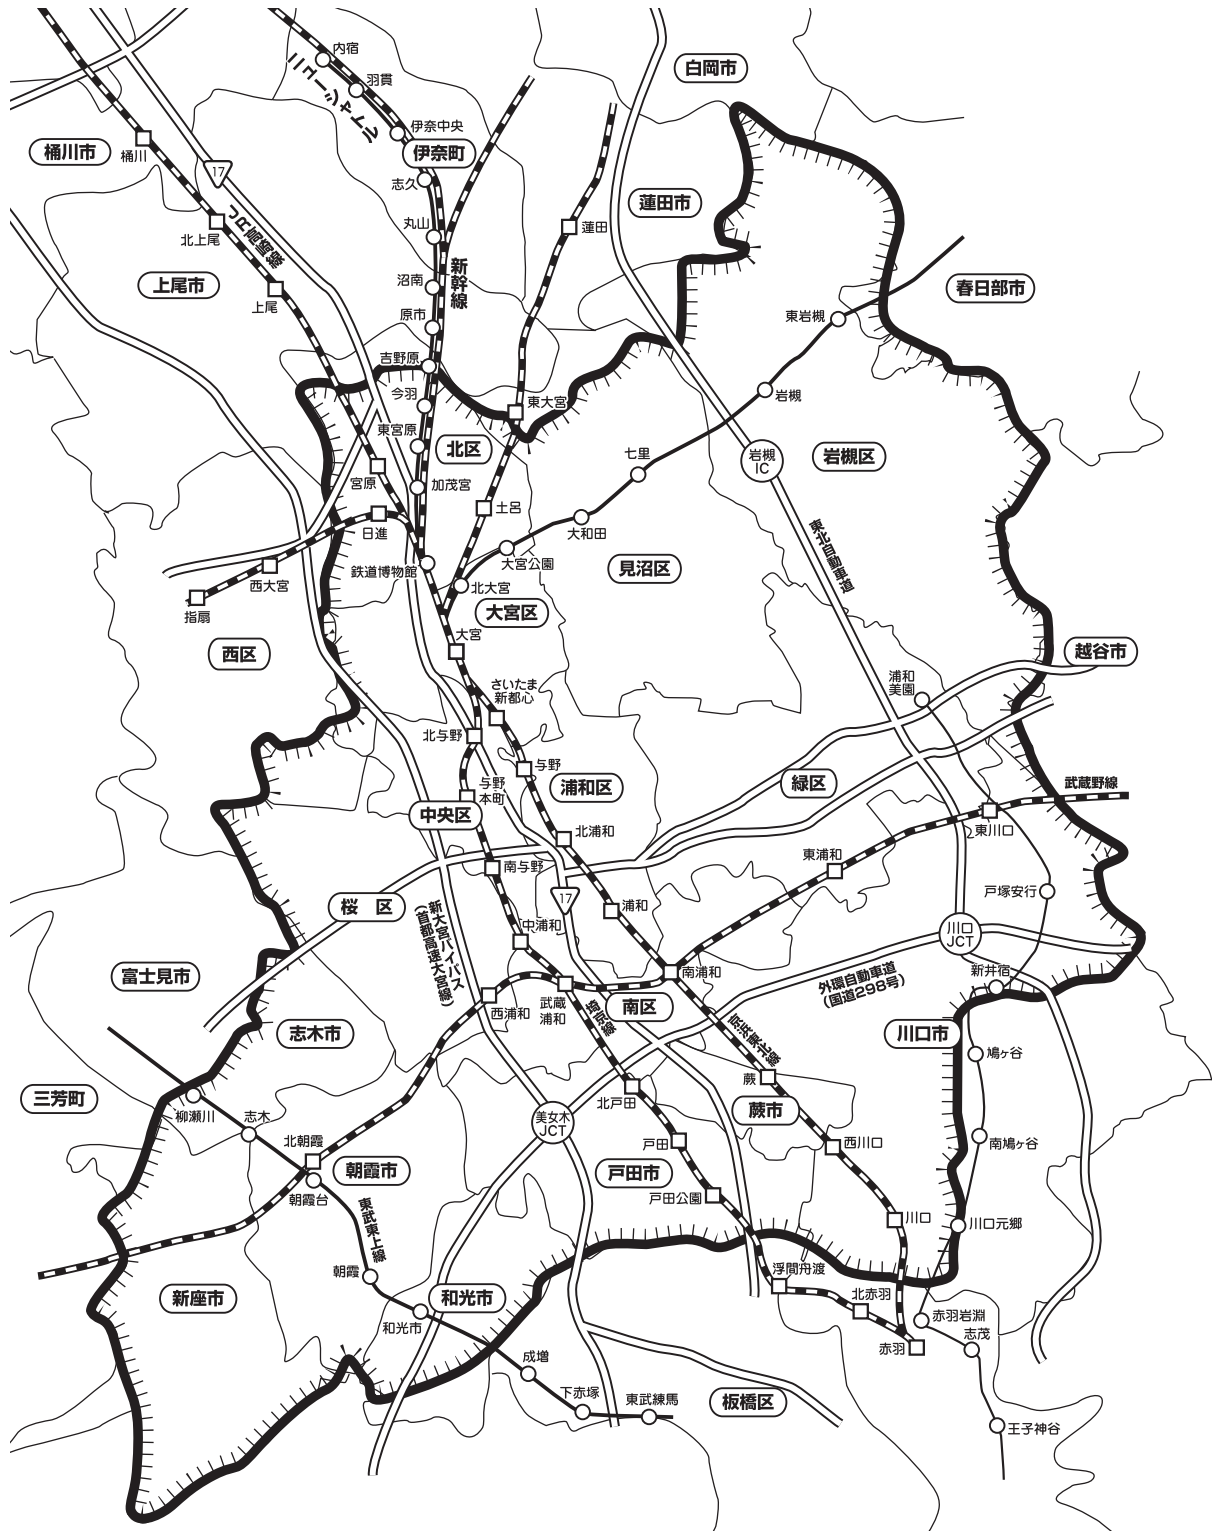 内宿
羽貫
ニューシャトル
伊奈中央
伊奈町
白岡市
桶川市
桶川
17
志久
蓮田市
丸山
蓮田
北上尾
JR高崎線
上尾市
上尾
新幹線
沼南
原市
春日部市
東岩槻
吉野原
今羽
東大宮
岩槻
東宮原
北区
七里
岩槻
IC
岩槻区
宮原
加茂宮
土呂
日進
大和田
東北自動車道
鉄道博物館
大宮公園
見沼区
西大宮
北大宮
指扇
大宮区
大宮
西区
越谷市
さいたま
新都心
浦和
美園
北与野
与野
与野
本町
浦和区
緑区
武蔵野線
中央区
北浦和
東川口
東浦和
南与野
桜 区
17
浦和
戸塚安行
新大宮バイパス
(首都高速大宮線)
中浦和
川口
JCT
富士見市
南浦和
外環自動車道
(国道298号)
新井宿
西浦和
武蔵
浦和
埼京線
南区
京浜東北線
川口市
志木市
鳩ヶ谷
三芳町
柳瀬川
志木
北戸田
蕨
蕨市
美女木
JCT
北朝霞
朝霞市
戸田
西川口
南鳩ヶ谷
戸田市
朝霞台
戸田公園
東武東上線
川口
川口元郷
朝霞
浮間舟渡
新座市
和光市
和光市
北赤羽
赤羽岩淵
赤羽
志茂
成増
下赤塚
東武練馬
板橋区
王子神谷